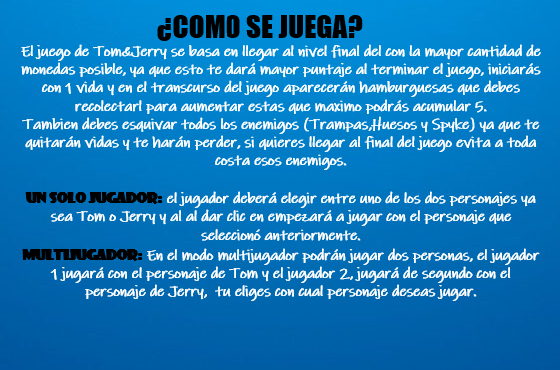 ¿COMO SE JUEGA?
El juego de Tom&Jerry se basa en llegar al nivel final del con la mayor cantidad de
monedas posible, ya que esto te dará mayor puntaje al terminar el juego, iniciarás
con 1 vida y en el transcurso del juego aparecerán hamburguesas que debes
recolectarl para aumentar estas que maximo podrás acumular 5.
Tambien debes esquivar todos los enemigos (Trampas,Huesos y Spyke) ya que te
quitarán vidas y te harán perder, si quieres llegar al final del juego evita a toda
costa esos enemigos.
UN SOLO JUGADOR: el jugador deberá elegir entre uno de los dos personajes ya
sea Tom o Jerry y al al dar clic en empezará a jugar con el personaje que
seleccionó anteriormente.
MULTIJUGADOR: En el modo multijugador podrán jugar dos personas, el jugador
1 jugará con el personaje de Tom y el jugador 2, jugará de segundo con el
personaje de Jerry, tu eliges con cual personaje deseas jugar.